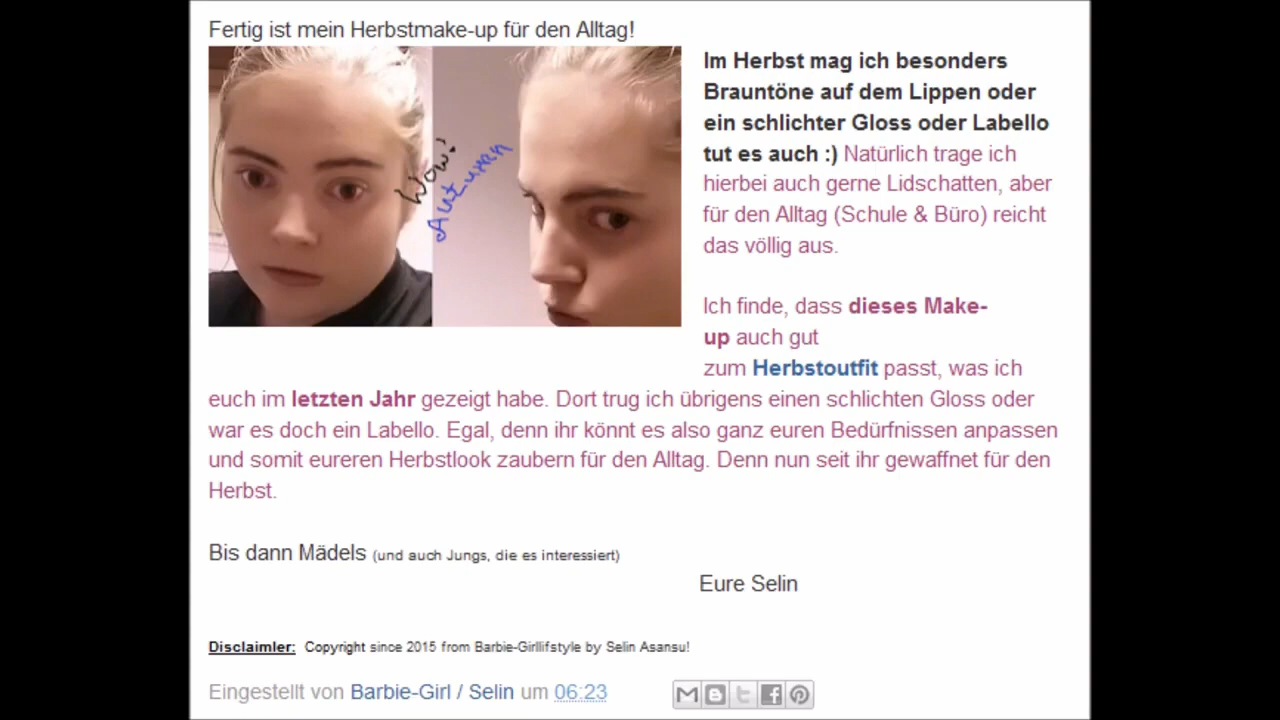 Fertig ist mein Herbstmake-up für den Alltag!
Wow!
Autumn
Im Herbst mag ich besonders
Brauntöne auf dem Lippen oder
ein schlichter Gloss oder Labello
tut es auch :) Natürlich trage ich
hierbei auch gerne Lidschatten, aber
für den Alltag (Schule & Büro) reicht
das völlig aus.
Ich finde, dass dieses Make-
up auch gut
zum Herbstoutfit passt, was ich
euch im letzten Jahr gezeigt habe. Dort trug ich übrigens einen schlichten Gloss oder
war es doch ein Labello. Egal, denn ihr könnt es also ganz euren Bedürfnissen anpassen
und somit eureren Herbstlook zaubern für den Alltag. Denn nun seit ihr gewaffnet für den
Herbst.
Bis dann Mädels (und auch Jungs, die es interessiert)
Eure Selin
Disclaimer: Copyright since 2015 from Barbie-Girllifstyle by Selin Asansu!
Eingestellt von Barbie-Girl / Selin um 06:23